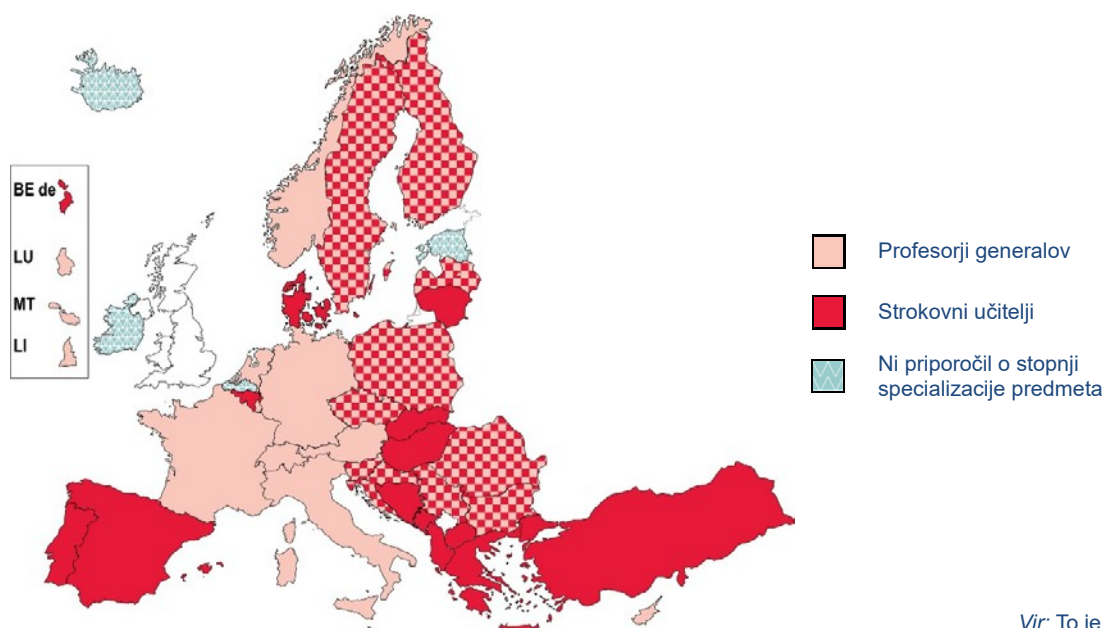 BE de
LU
MT
LI
Profesorji generalov
Strokovni učitelji
Ni priporočil o stopnji
specializacije predmeta
Vir: To je